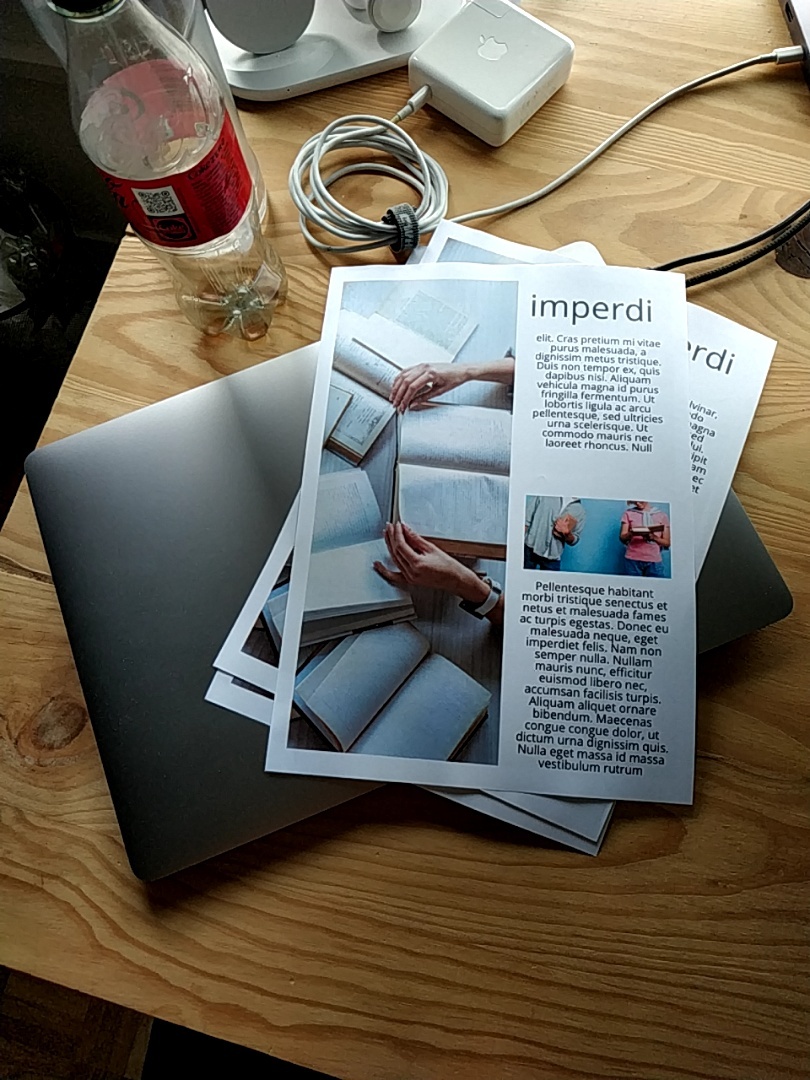 imperdi
elit. Cras pretium mi vitae
purus malesuada, a
dignissim metus tristique.
Duis non tempor ex, quis
dapibus nisl. Aliquam
vehicula magna id purus
fringilla fermentum. Ut
lobortis ligula ac arcu
pellentesque, sed ultricies
urna scelerisque. Ut
commodo mauris nec
laoreet rhoncus. Null
Pellentesque habitant
morbi tristique senectus et
netus et malesuada fames
ac turpis egestas. Donec eu
malesuada neque, eget
imperdiet felis. Nam non
semper nulla. Nullam
mauris nunc, efficitur
euismod libero nec,
accumsan facilisis turpis.
Aliquam aliquet ornare
bibendum. Maecenas
congue congue dolor, ut
dictum urna dignissim quis.
Nulla eget massa id massa
vestibulum rutrum
erdi